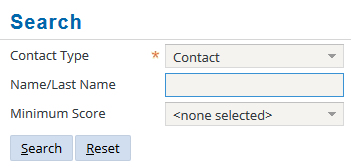 Search
Contact Type * Contact
Name/Last Name
Minimum Score <none selected>
Search Reset